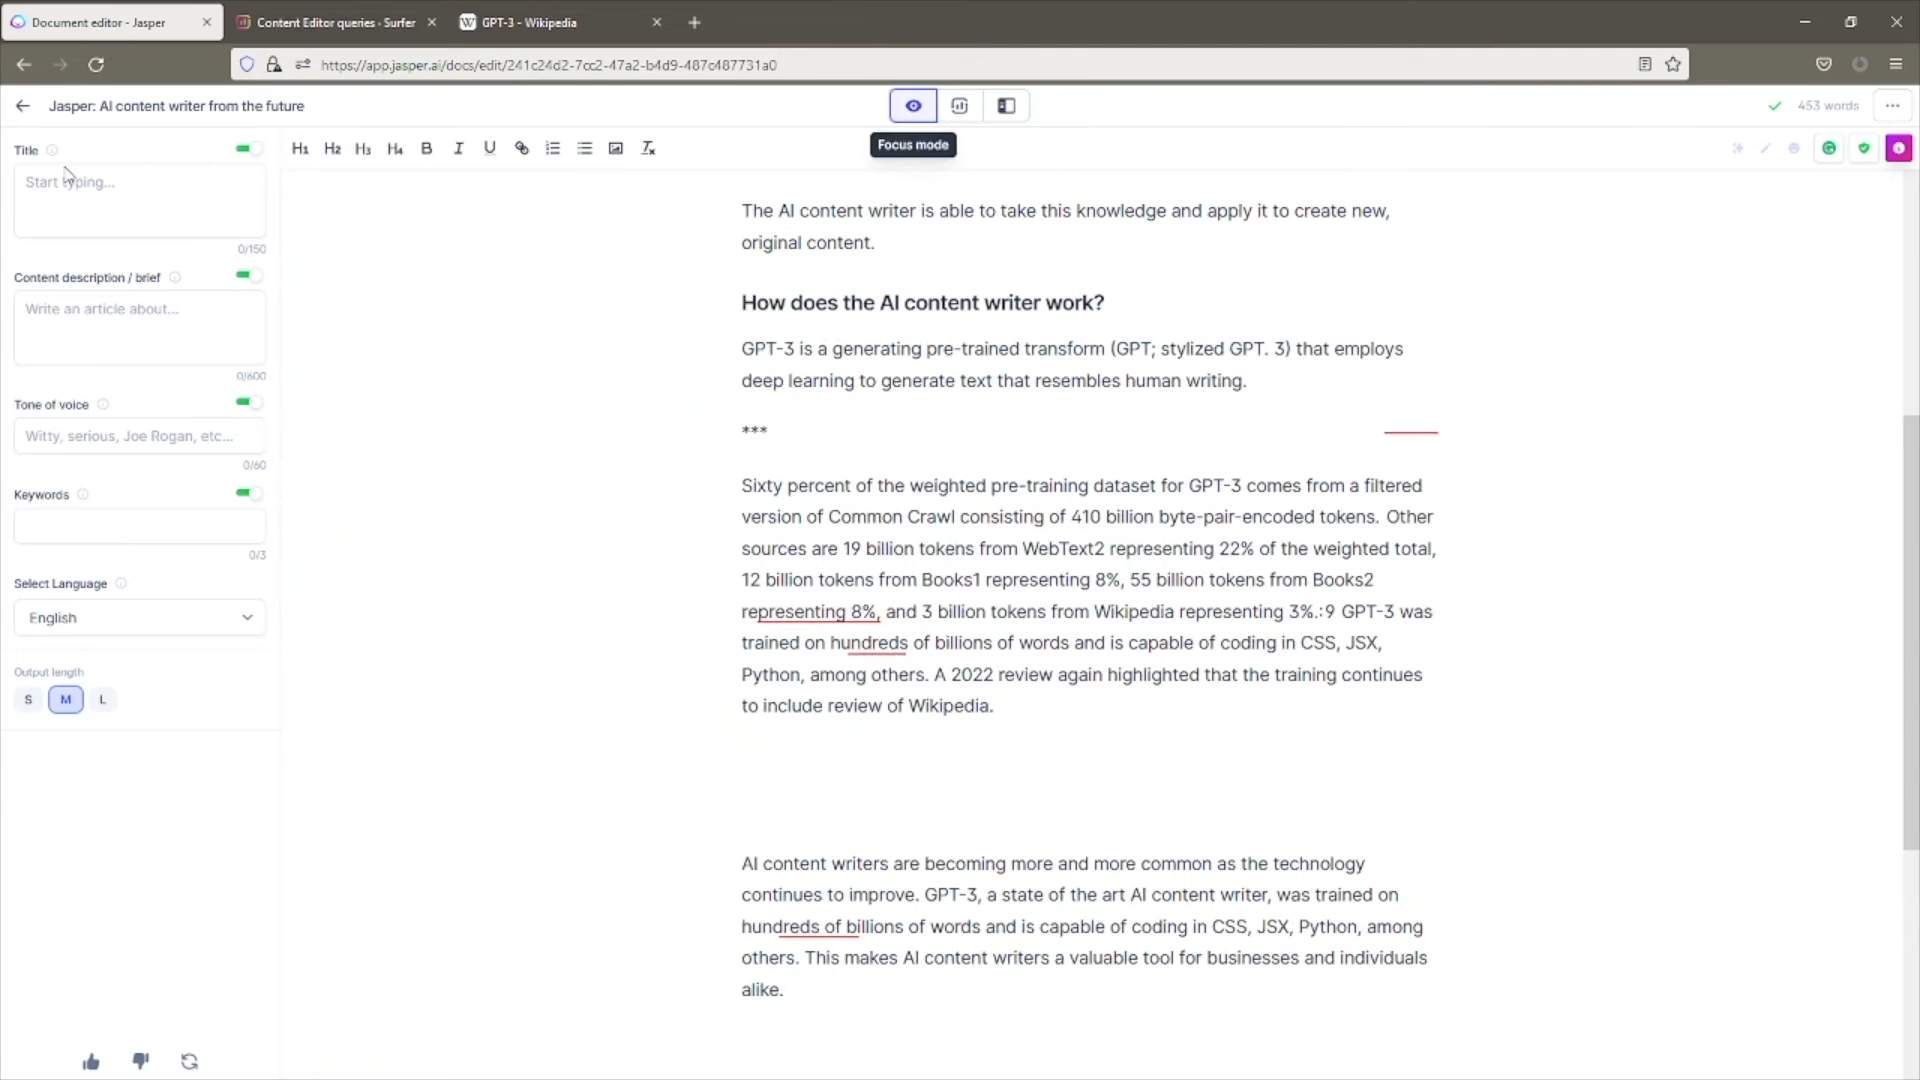 Document editor - Jasper
Content Editor queries · Surfer
W GPT-3 - Wikipedia
https://app.jasper.ai/docs/edit/241c24d2-7cc2-47a2-b4d9-487c487731a0
Jasper: AI content writer from the future
453 words
Focus mode
H1 H2 H3 H4 B I U
Title
Start typing...
0/150
Content description / brief
Write an article about...
0/600
Tone of voice
Witty, serious, Joe Rogan, etc...
0/60
Keywords
0/3
Select Language
English
Output length
S M L
The AI content writer is able to take this knowledge and apply it to create new,
original content.
How does the AI content writer work?
GPT-3 is a generating pre-trained transform (GPT; stylized GPT. 3) that employs
deep learning to generate text that resembles human writing.
***
Sixty percent of the weighted pre-training dataset for GPT-3 comes from a filtered
version of Common Crawl consisting of 410 billion byte-pair-encoded tokens. Other
sources are 19 billion tokens from WebText2 representing 22% of the weighted total,
12 billion tokens from Books1 representing 8%, 55 billion tokens from Books2
representing 8%, and 3 billion tokens from Wikipedia representing 3%.:9 GPT-3 was
trained on hundreds of billions of words and is capable of coding in CSS, JSX,
Python, among others. A 2022 review again highlighted that the training continues
to include review of Wikipedia.
AI content writers are becoming more and more common as the technology
continues to improve. GPT-3, a state of the art AI content writer, was trained on
hundreds of billions of words and is capable of coding in CSS, JSX, Python, among
others. This makes AI content writers a valuable tool for businesses and individuals
alike.